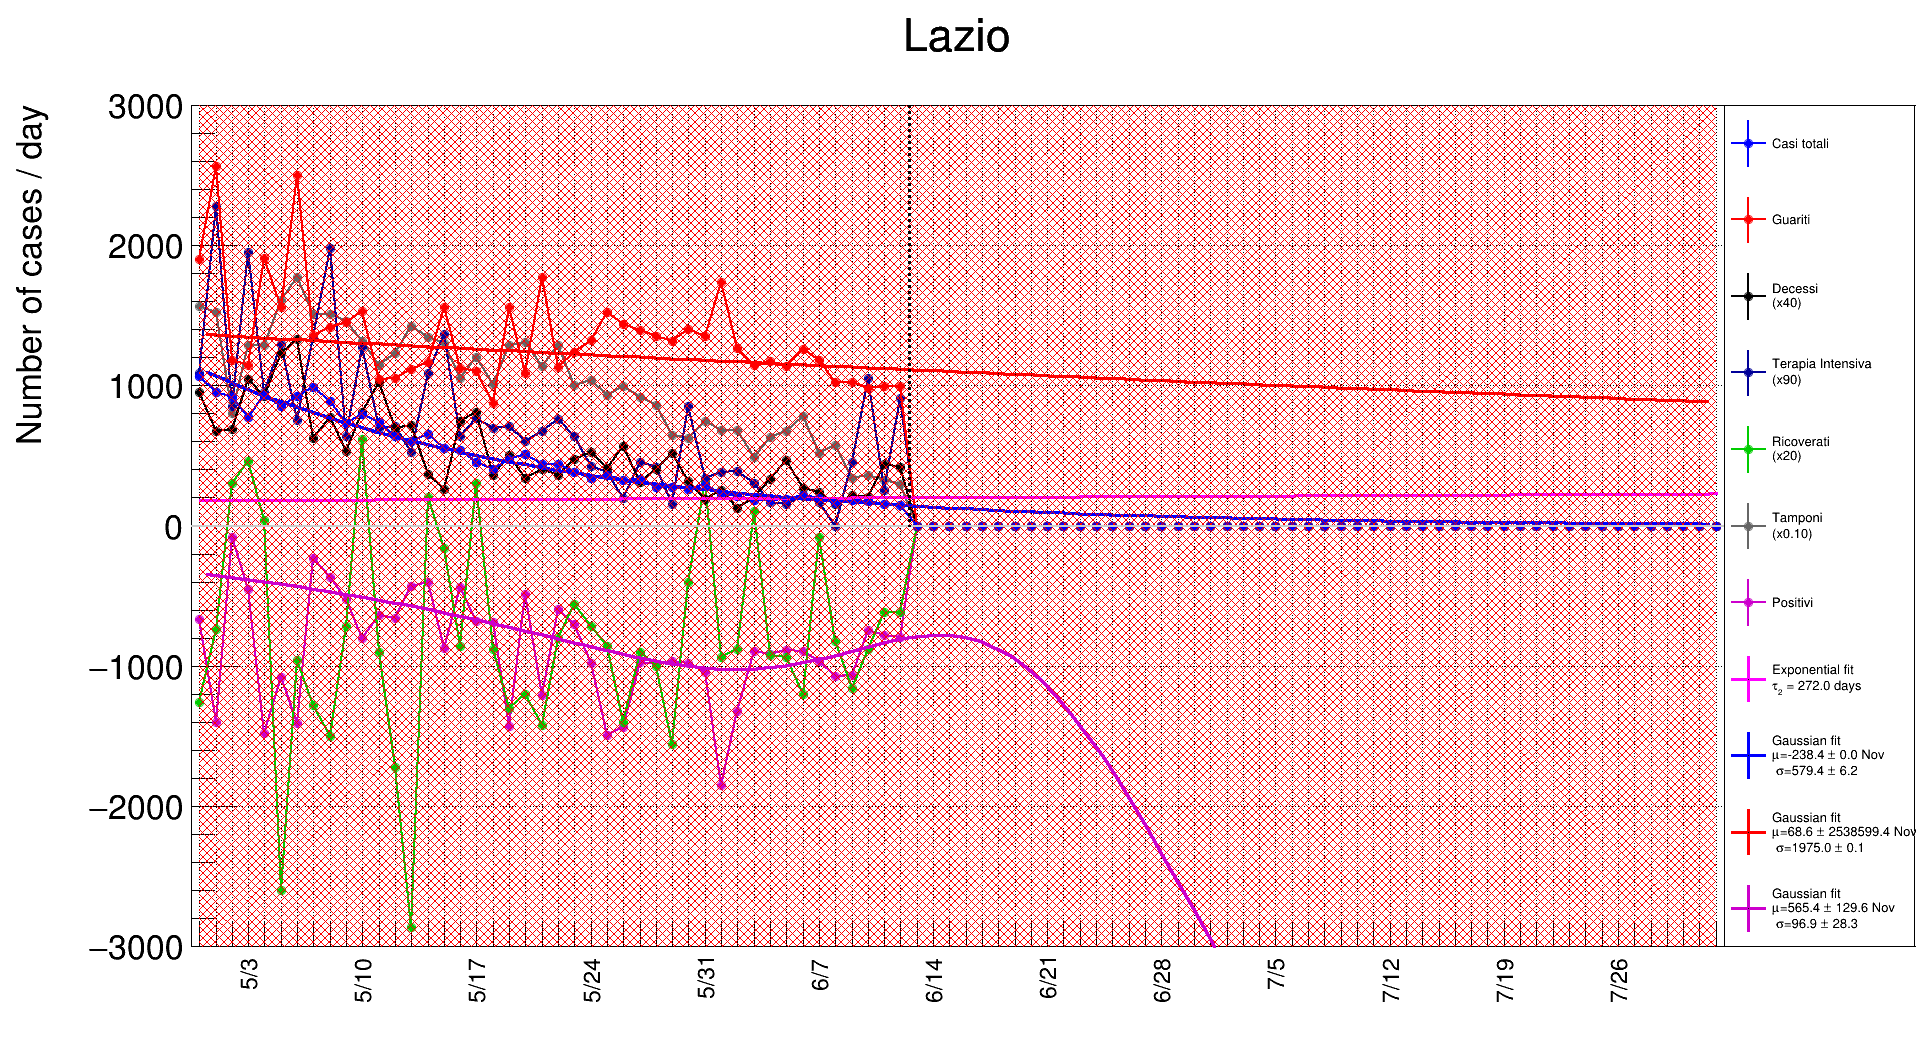 Lazio
Number of cases / day
3000
2000
1000
0
−1000
−2000
−3000
5/3
5/10
5/17
5/24
5/31
6/7
6/14
6/21
6/28
7/5
7/12
7/19
7/26
Casi totali
Guariti
Decessi
(x40)
Terapia Intensiva
(x90)
Ricoverati
(x20)
Tamponi
(x0.10)
Positivi
Exponential fit
τ2 = 272.0 days
Gaussian fit
μ=-238.4 ± 0.0 Nov
σ=579.4 ± 6.2
Gaussian fit
μ=68.6 ± 2538599.4 Nov
σ=1975.0 ± 0.1
Gaussian fit
μ=565.4 ± 129.6 Nov
σ=96.9 ± 28.3